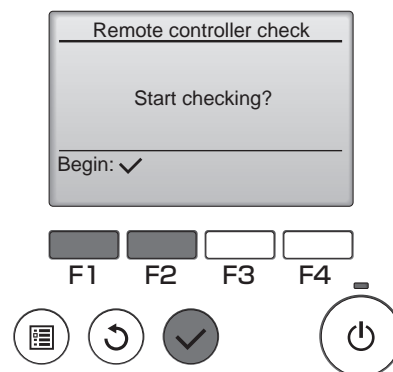 Remote controller check
Start checking?
Begin: ✓
F1 F2 F3 F4